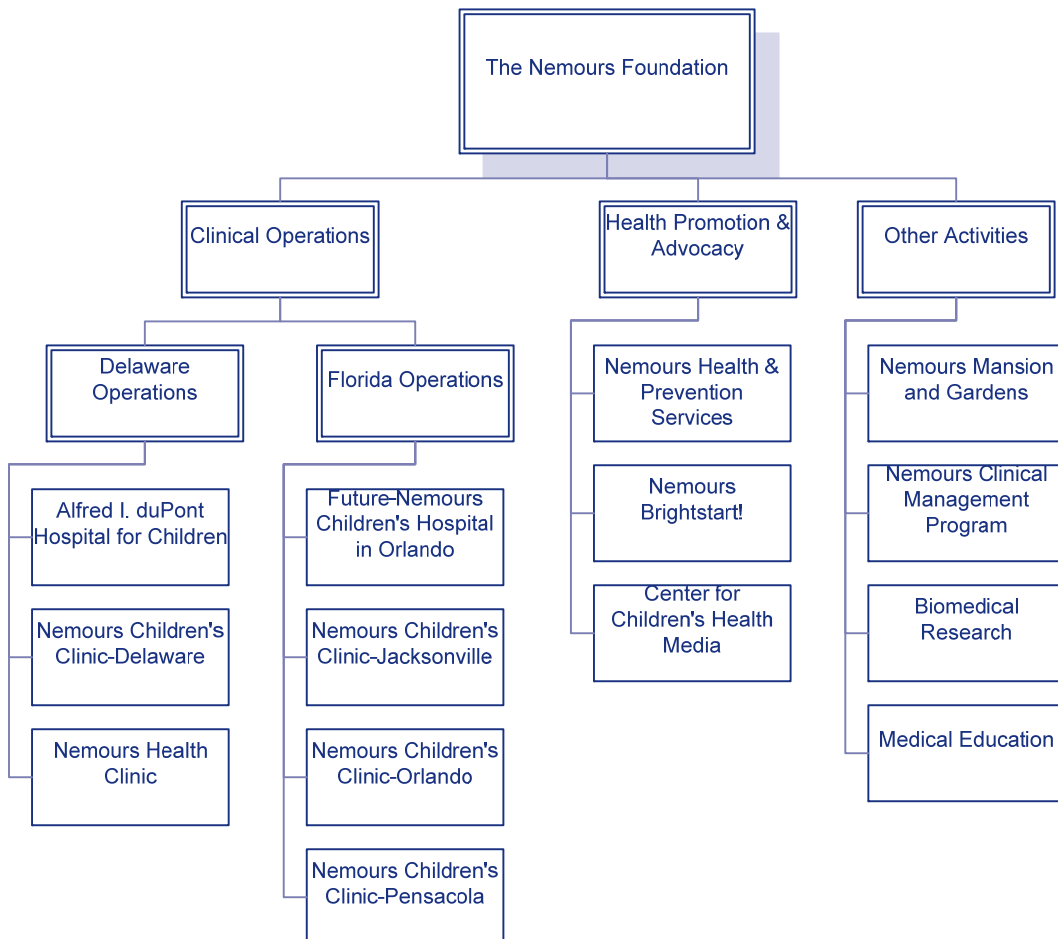 The Nemours Foundation
Clinical Operations
Health Promotion &
Advocacy
Other Activities
Delaware
Operations
Florida Operations
Nemours Health &
Prevention
Services
Nemours Mansion
and Gardens
Alfred I. duPont
Hospital for Children
Future-Nemours
Children's Hospital
in Orlando
Nemours
Brightstart!
Nemours Clinical
Management
Program
Nemours Children's
Clinic-Delaware
Nemours Children's
Clinic-Jacksonville
Center for
Children's Health
Media
Biomedical
Research
Nemours Health
Clinic
Nemours Children's
Clinic-Orlando
Medical Education
Nemours Children's
Clinic-Pensacola